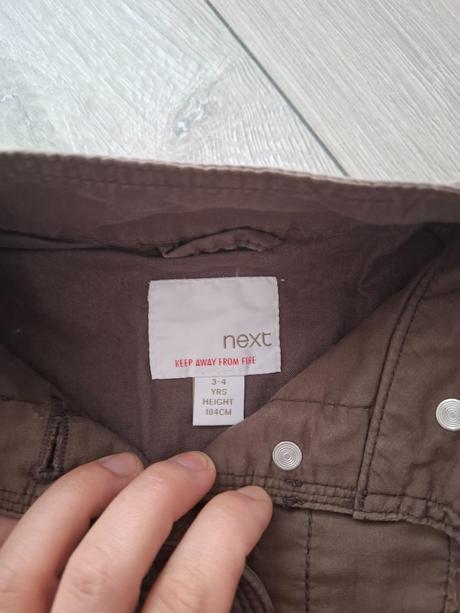 next
KEEP AWAY FROM FIRE
3-4
YRS
HEIGHT
104CM